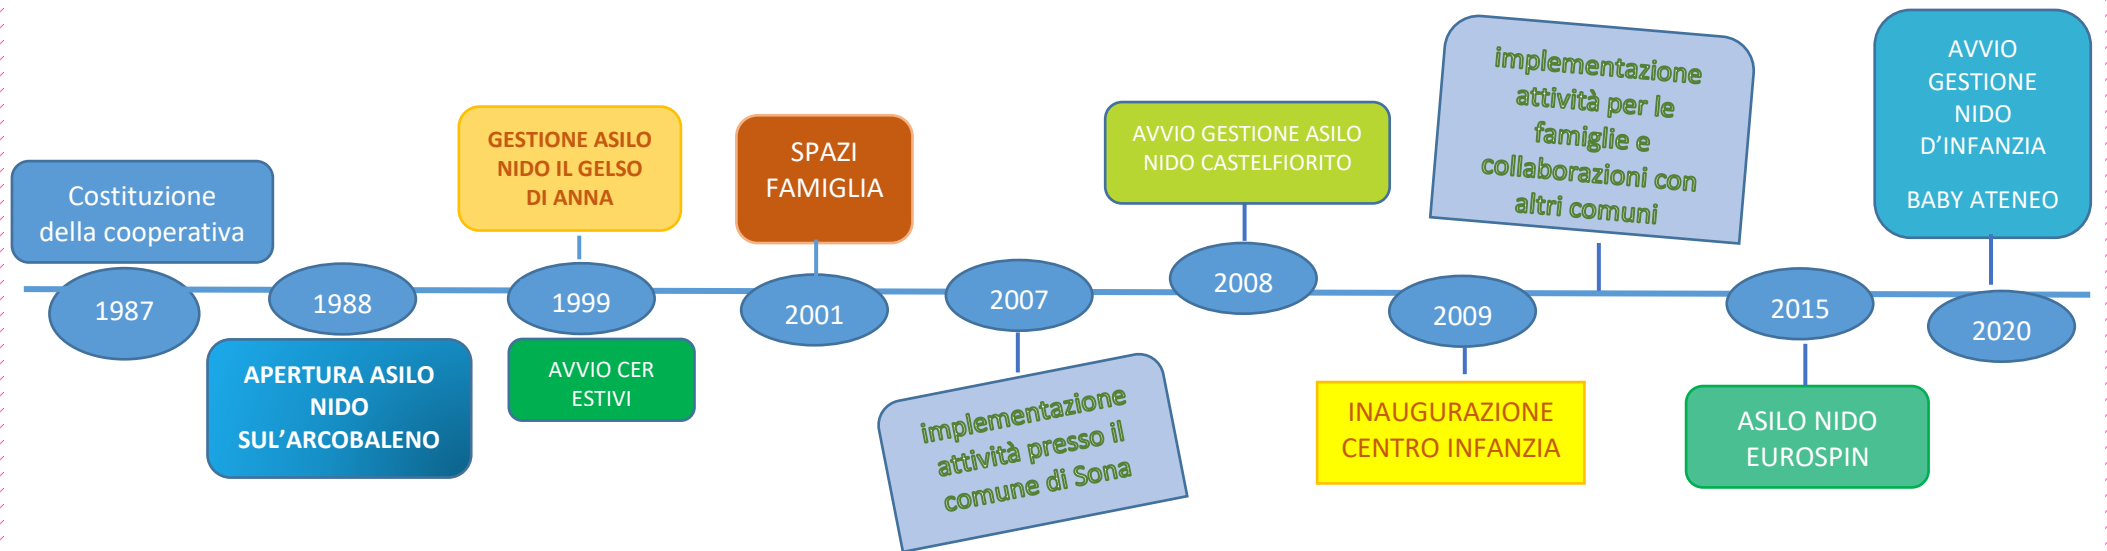 Costituzione
della cooperativa
1987
1988
APERTURA ASILO
NIDO
SUL'ARCOBALENO
GESTIONE ASILO
NIDO IL GELSO
DI ANNA
1999
AVVIO CER
ESTIVI
SPAZI
FAMIGLIA
2001
2007
implementazione
attività presso il
comune di Sona
AVVIO GESTIONE ASILO
NIDO CASTELFIORITO
2008
2009
INAUGURAZIONE
CENTRO INFANZIA
implementazione
attività per le
famiglie e
collaborazioni con
altri comuni
2015
ASILO NIDO
EUROSPIN
AVVIO
GESTIONE
NIDO
D'INFANZIA
BABY ATENEO
2020